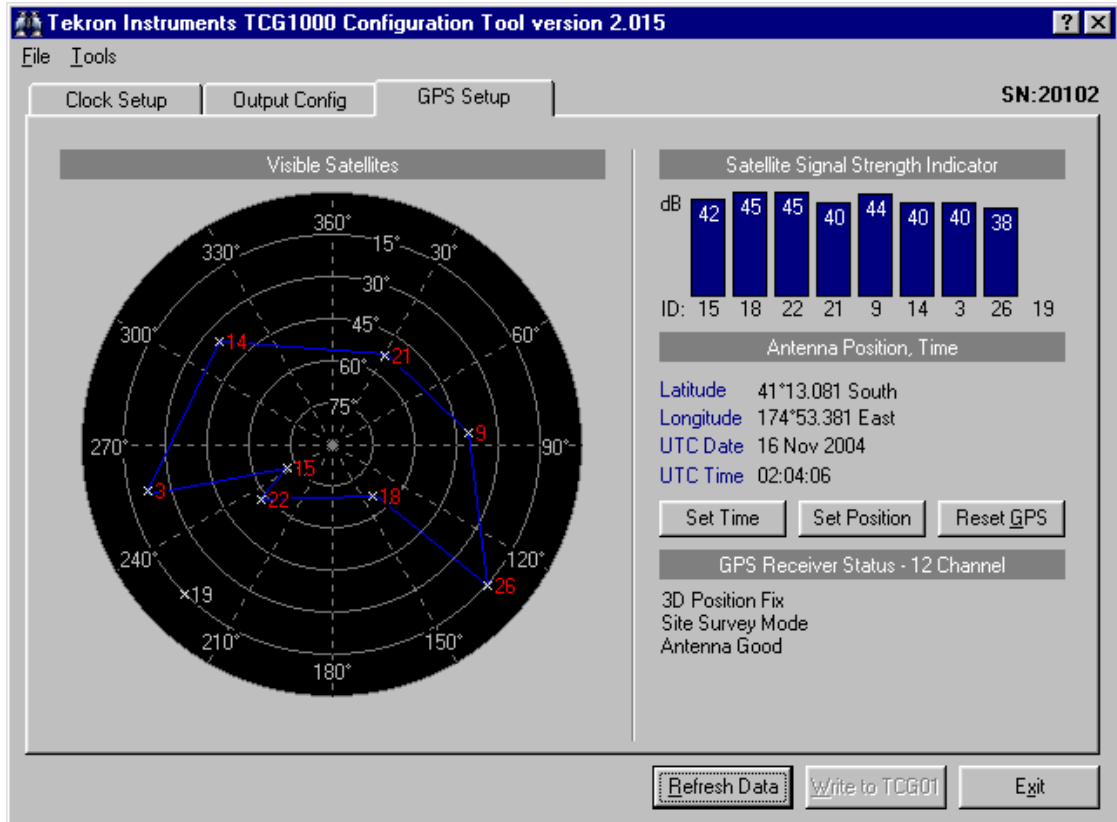 Tekron Instruments TCG1000 Configuration Tool version 2.015
File Tools
Clock Setup Output Config GPS Setup SN:20102
Visible Satellites
360°
330° 15° 30°
30°
300° 45° 60°
14 21
60°
75°
9
270° 90°
15
3 22 18
240° 120°
19 26
210° 150°
180°
Satellite Signal Strength Indicator
dB 42 45 45 40 44 40 40 38
ID: 15 18 22 21 9 14 3 26 19
Antenna Position, Time
Latitude 41°13.081 South
Longitude 174°53.381 East
UTC Date 16 Nov 2004
UTC Time 02:04:06
Set Time Set Position Reset GPS
GPS Receiver Status - 12 Channel
3D Position Fix
Site Survey Mode
Antenna Good
Refresh Data Write to TCG01 Exit